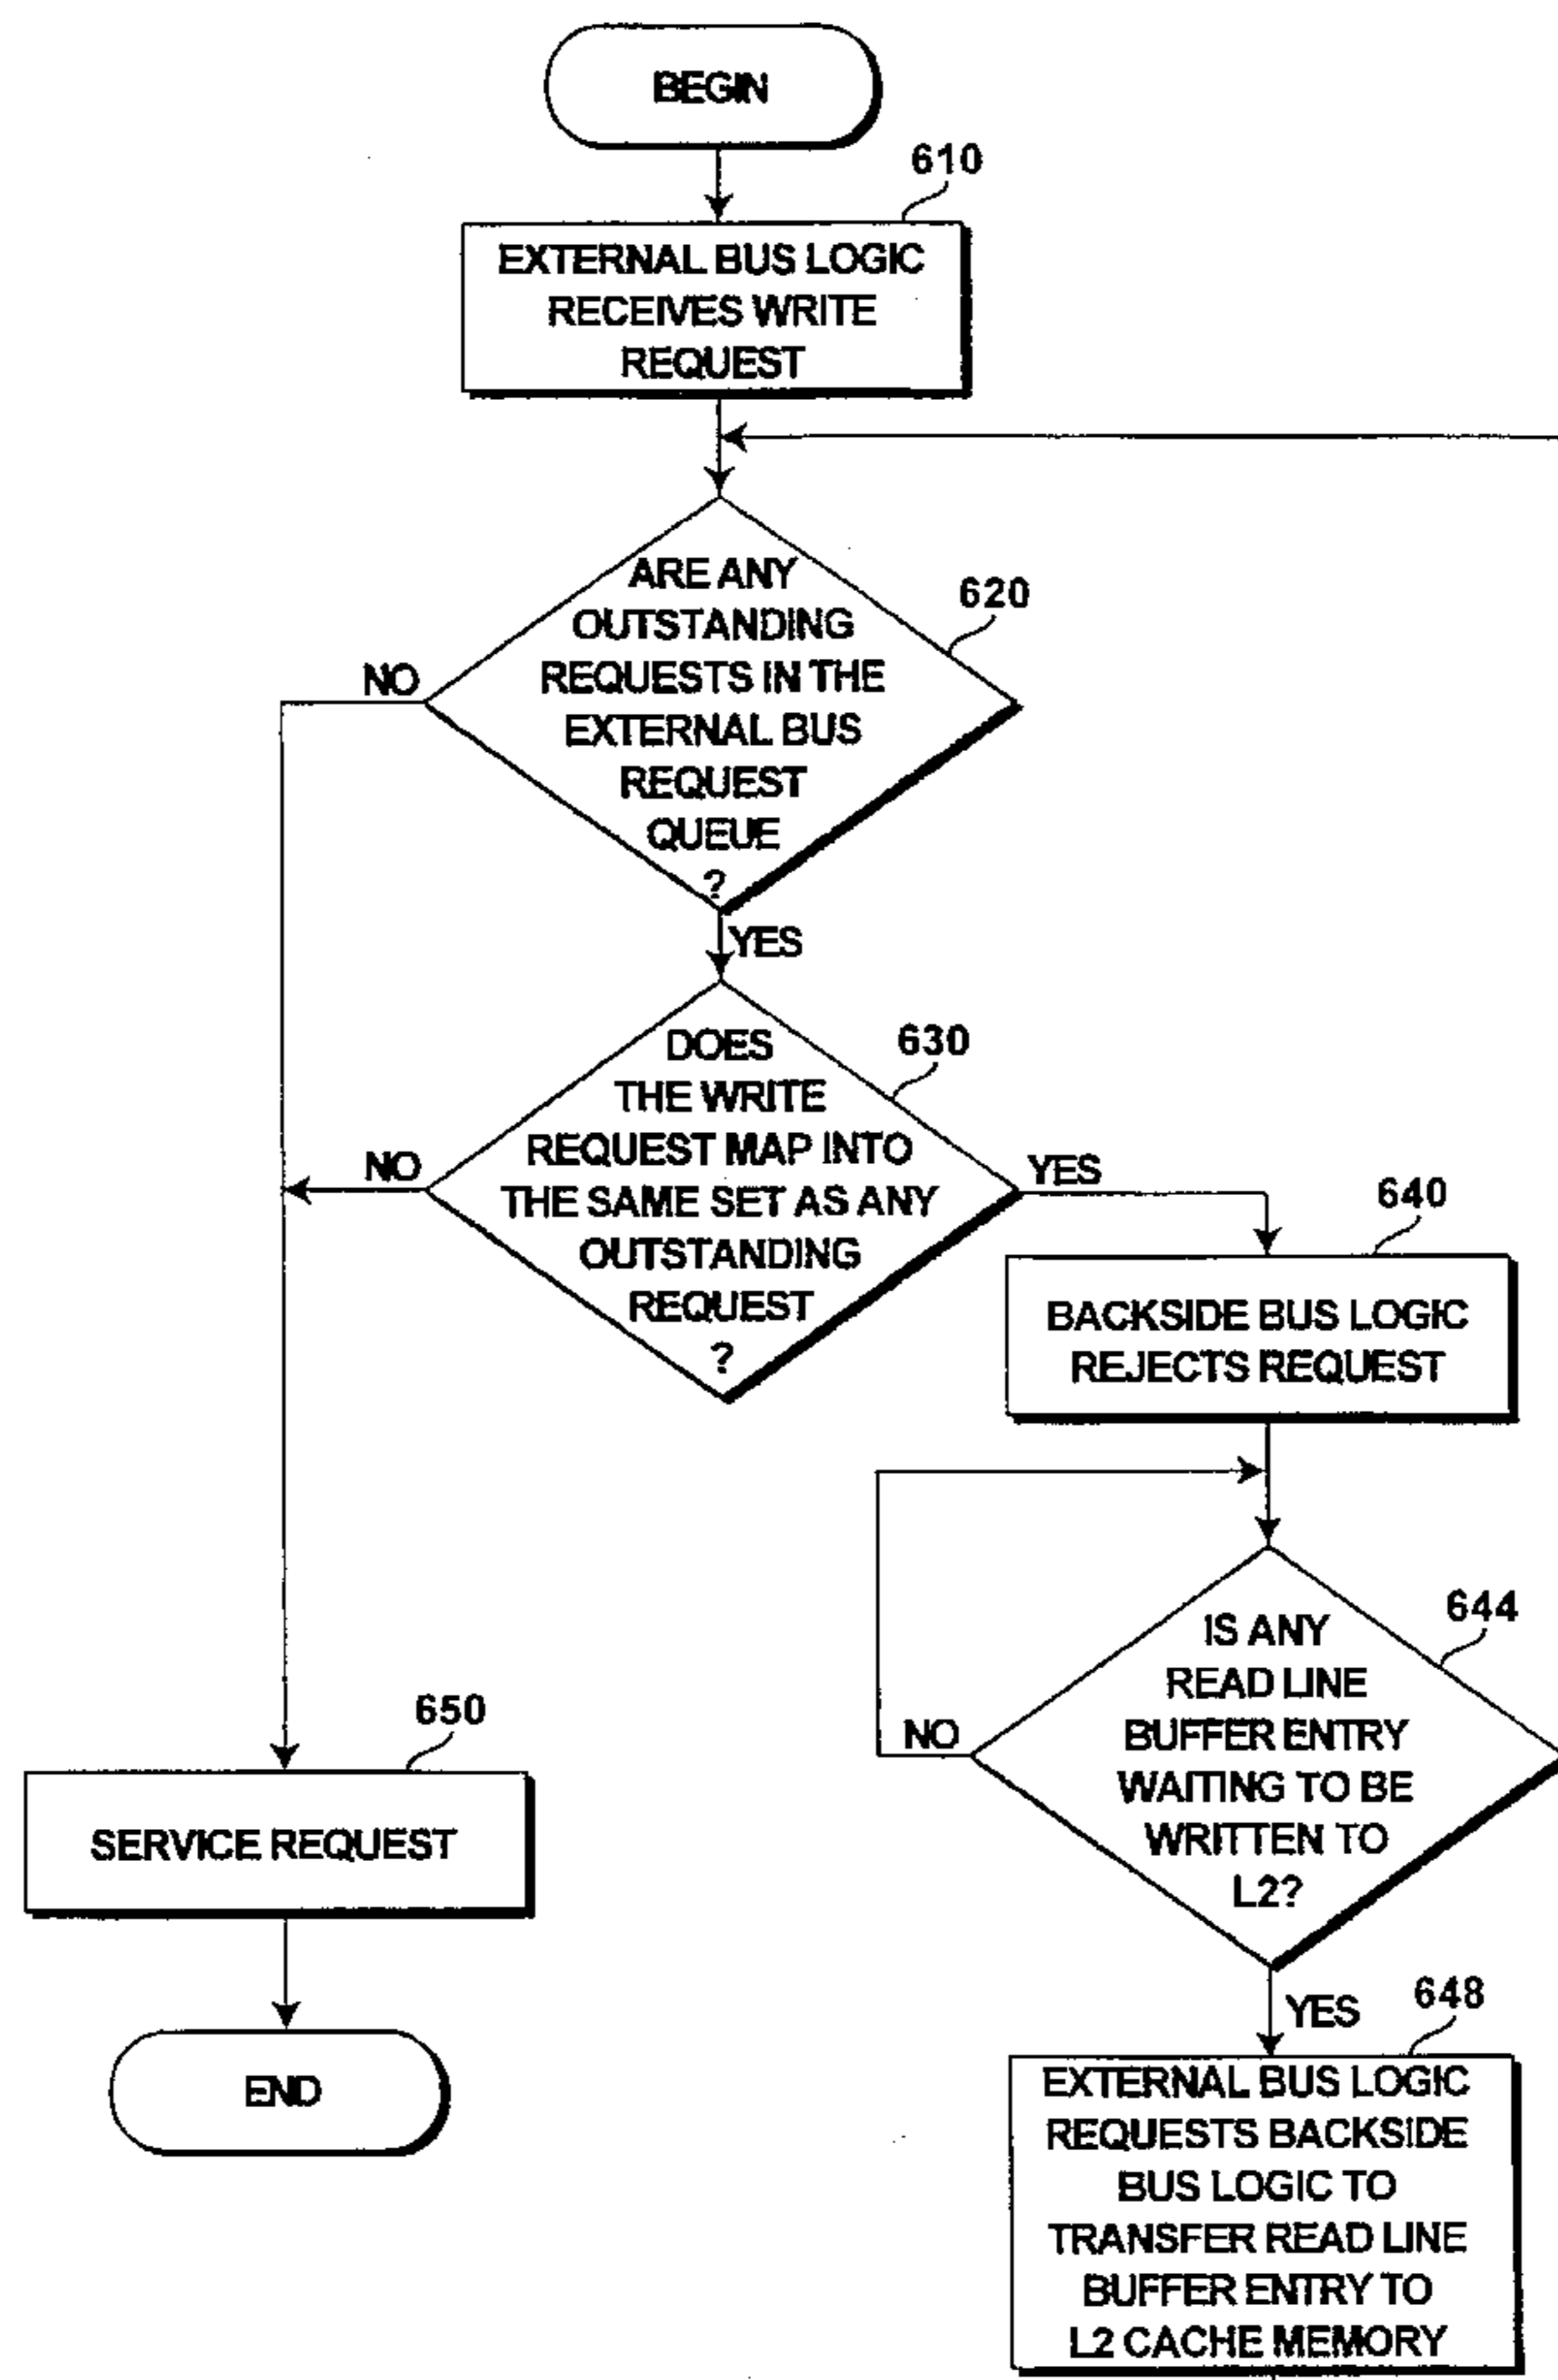 BEGIN
610
EXTERNAL BUS LOGIC
RECEIVES WRITE
REQUEST
ARE ANY
OUTSTANDING
REQUESTS IN THE
EXTERNAL BUS
REQUEST
QUEUE
?
620
NO
YES
DOES
THE WRITE
REQUEST MAP INTO
THE SAME SET AS ANY
OUTSTANDING
REQUEST
?
630
NO
YES
640
BACKSIDE BUS LOGIC
REJECTS REQUEST
IS ANY
READ LINE
BUFFER ENTRY
WAITING TO BE
WRITTEN TO
L2?
644
NO
YES
650
SERVICE REQUEST
END
648
EXTERNAL BUS LOGIC
REQUESTS BACKSIDE
BUS LOGIC TO
TRANSFER READ LINE
BUFFER ENTRY TO
L2 CACHE MEMORY